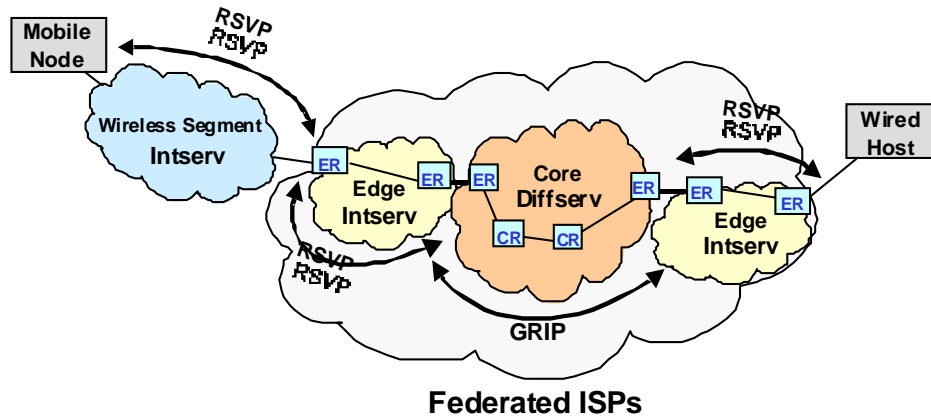 RSVP
RSVP
Mobile
Node
Wireless Segment
Intserv
ER
Edge
Intserv
ER
ER
Core
Diffserv
CR
CR
ER
ER
Edge
Intserv
ER
RSVP
RSVP
Wired
Host
RSVP
RSVP
GRIP
Federated ISPs